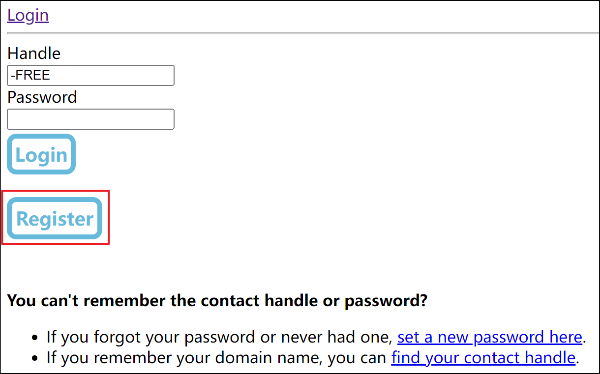 Login
Handle
-FREE
Password
Login
Register
You can't remember the contact handle or password?
• If you forgot your password or never had one, set a new password here.
• If you remember your domain name, you can find your contact handle.